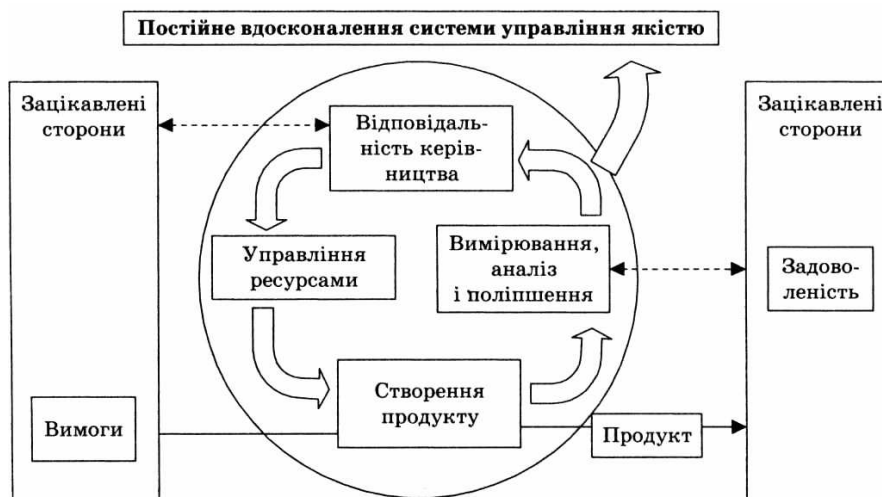 Постійне вдосконалення системи управління якістю
Зацікавлені
сторони
Відповідаль-
ність керів-
ництва
Зацікавлені
сторони
Управління
ресурсами
Вимірювання,
аналіз
і поліпшення
Задово-
леність
Створення
продукту
Вимоги
Продукт